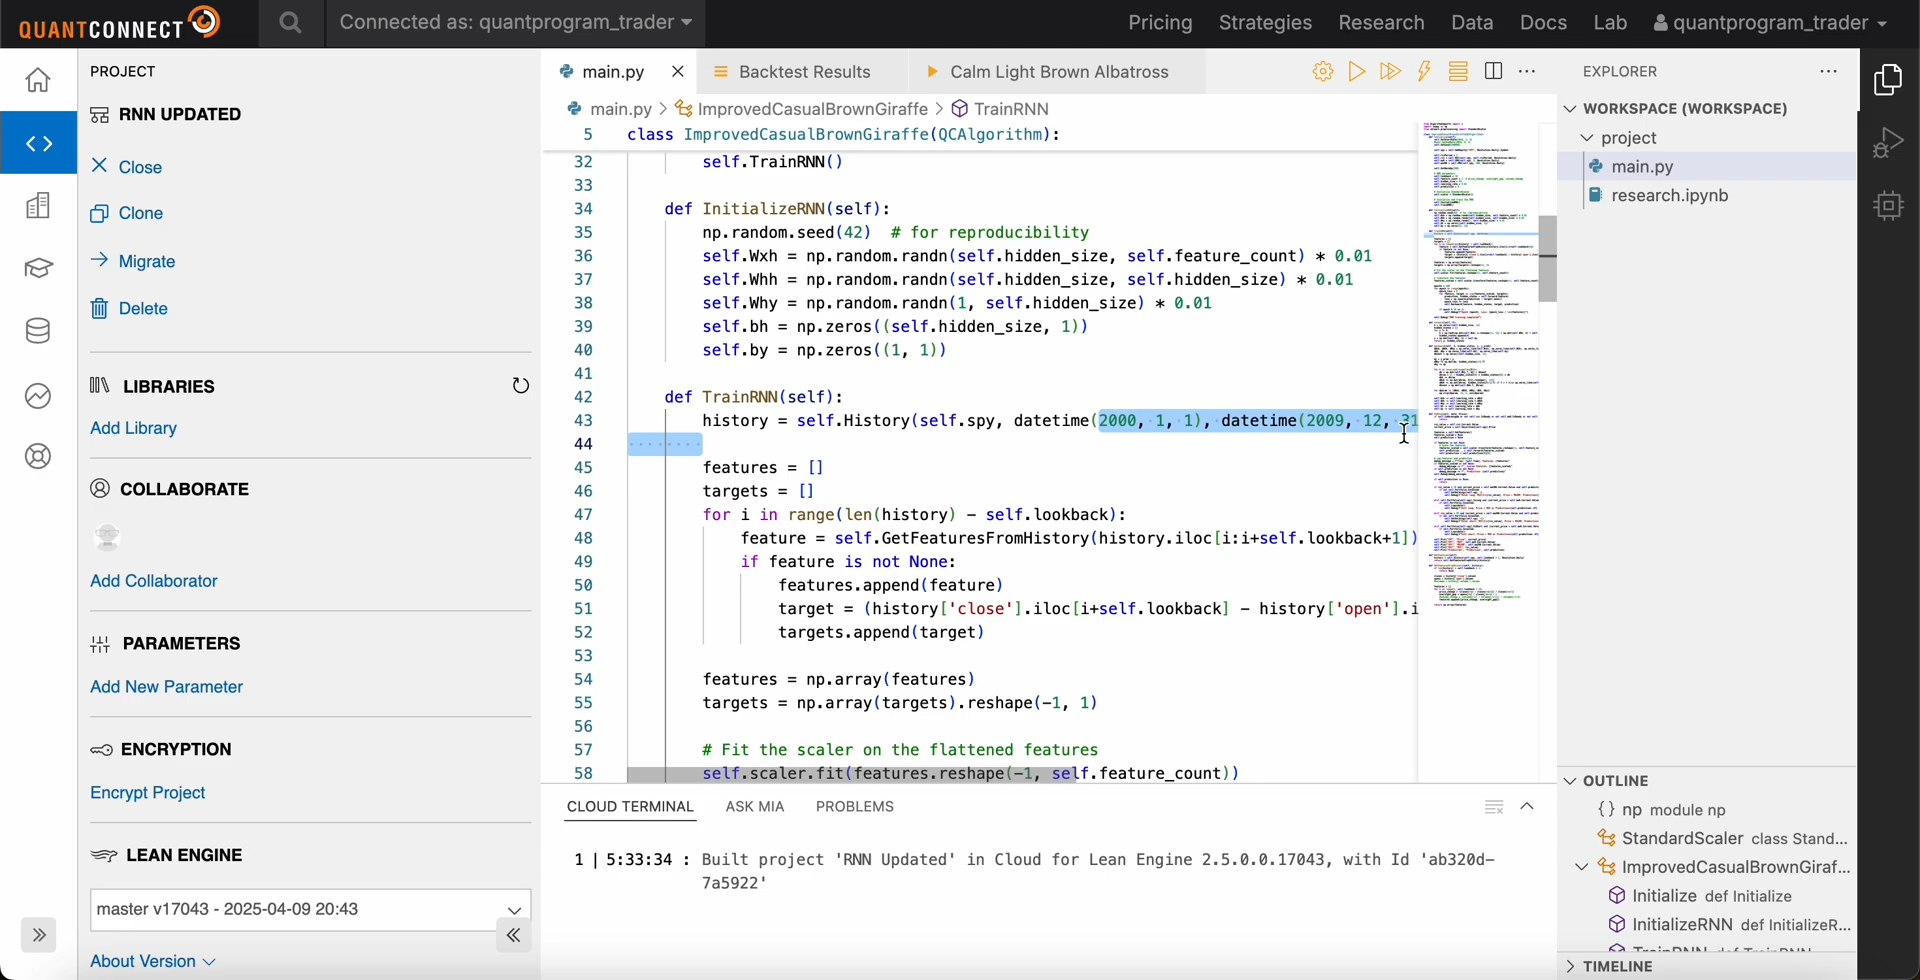 QUANTCONNECT
Connected as: quantprogram_trader
Pricing
Strategies
Research
Data
Docs
Lab
quantprogram_trader
PROJECT
RNN UPDATED
Close
Clone
Migrate
Delete
LIBRARIES
Add Library
COLLABORATE
Add Collaborator
PARAMETERS
Add New Parameter
ENCRYPTION
Encrypt Project
LEAN ENGINE
master v17043 - 2025-04-09 20:43
About Version
main.py
Backtest Results
Calm Light Brown Albatross
main.py > ImprovedCasualBrownGiraffe > TrainRNN
5 class ImprovedCasualBrownGiraffe(QCAlgorithm):
32 self.TrainRNN()
33
34 def InitializeRNN(self):
35 np.random.seed(42) # for reproducibility
36 self.Wxh = np.random.randn(self.hidden_size, self.feature_count) * 0.01
37 self.Whh = np.random.randn(self.hidden_size, self.hidden_size) * 0.01
38 self.Why = np.random.randn(1, self.hidden_size) * 0.01
39 self.bh = np.zeros((self.hidden_size, 1))
40 self.by = np.zeros((1, 1))
41
42 def TrainRNN(self):
43 history = self.History(self.spy, datetime(2000, 1, 1), datetime(2009, 12, 31
44
45 features = []
46 targets = []
47 for i in range(len(history) - self.lookback):
48 feature = self.GetFeaturesFromHistory(history.iloc[i:i+self.lookback+1])
49 if feature is not None:
50 features.append(feature)
51 target = (history['close'].iloc[i+self.lookback] - history['open'].i
52 targets.append(target)
53
54 features = np.array(features)
55 targets = np.array(targets).reshape(-1, 1)
56
57 # Fit the scaler on the flattened features
58 self.scaler.fit(features.reshape(-1, self.feature_count))
CLOUD TERMINAL
ASK MIA
PROBLEMS
1 | 5:33:34 : Built project 'RNN Updated' in Cloud for Lean Engine 2.5.0.0.17043, with Id 'ab320d-
7a5922'
EXPLORER
WORKSPACE (WORKSPACE)
project
main.py
research.ipynb
OUTLINE
{} np module np
StandardScaler class Stand...
ImprovedCasualBrownGiraf...
Initialize def Initialize
InitializeRNN def InitializeR...
TrainRNN def TrainRNN
TIMELINE